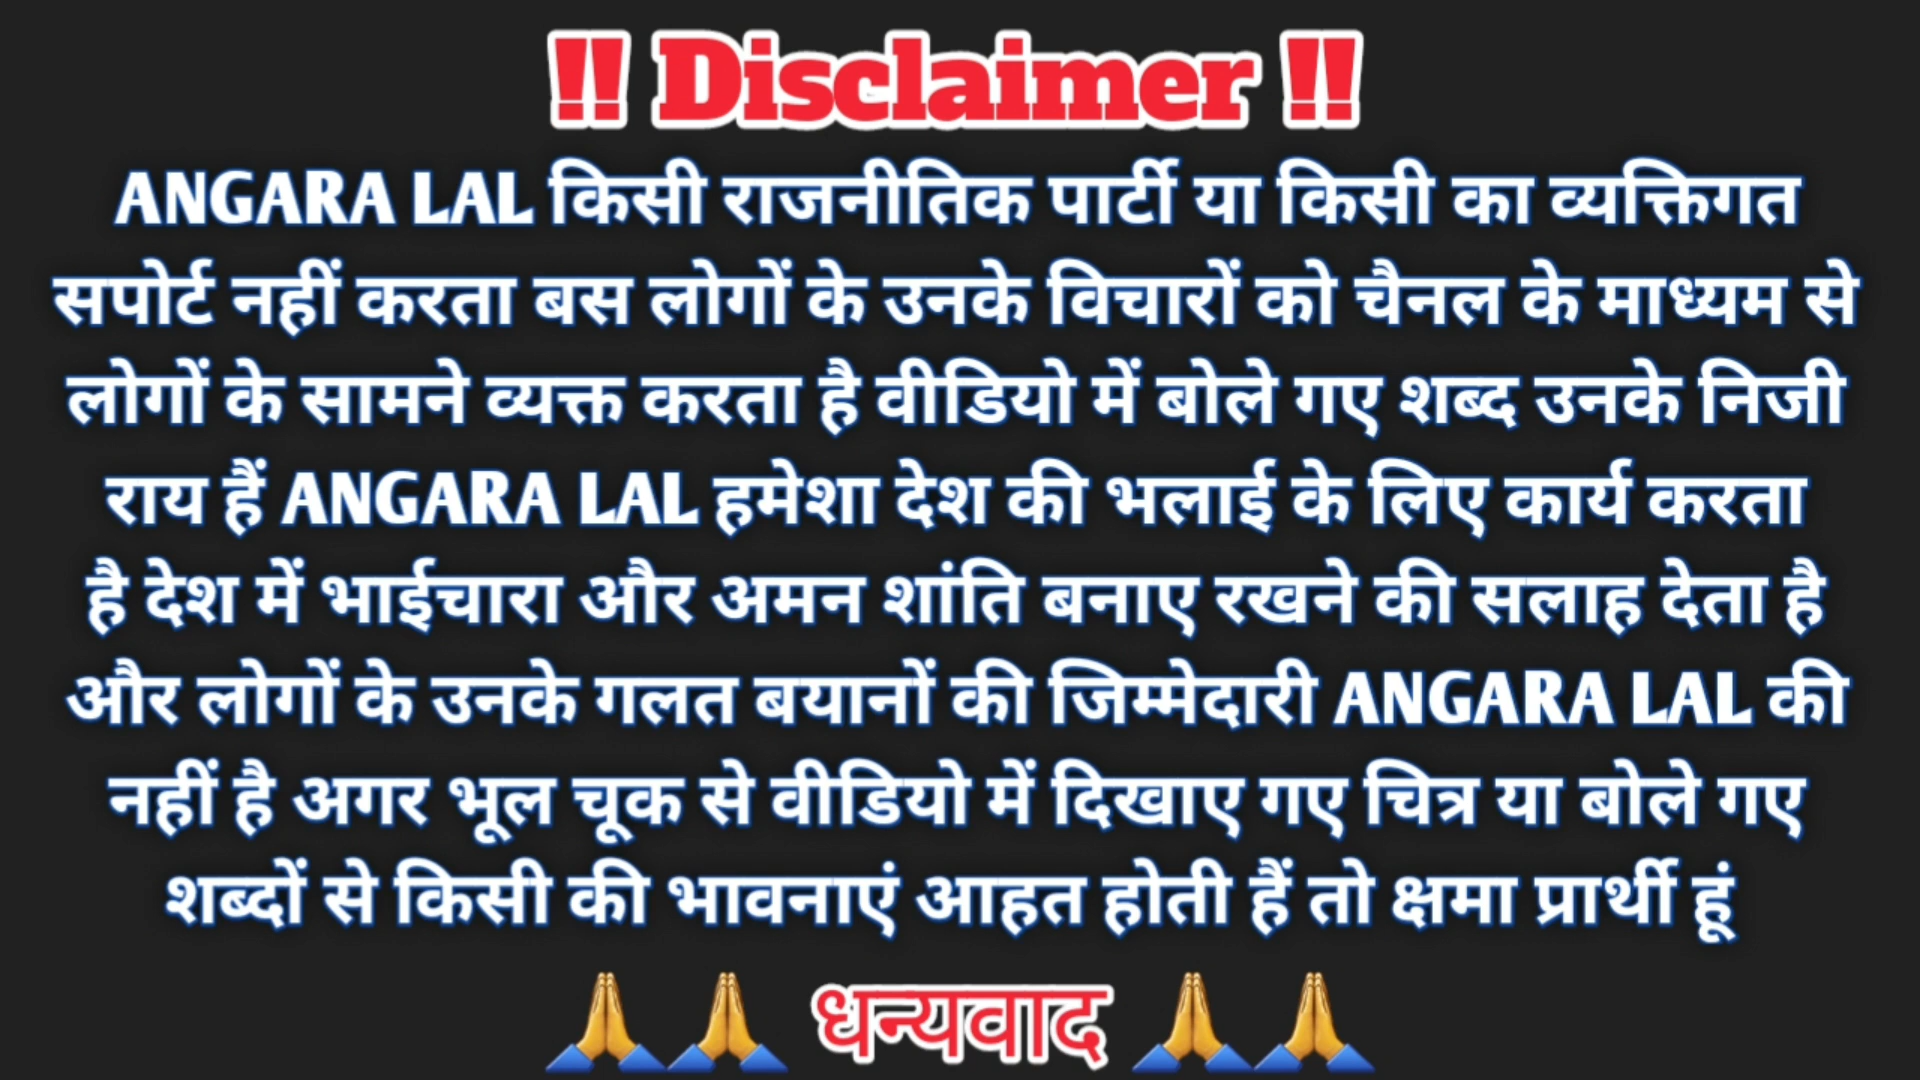 !! Disclaimer !!
ANGARA LAL किसी राजनीतिक पार्टी या किसी का व्यक्तिगत
सपोर्ट नहीं करता बस लोगों के उनके विचारों को चैनल के माध्यम से
लोगों के सामने व्यक्त करता है वीडियो में बोले गए शब्द उनके निजी
राय हैं ANGARA LAL हमेशा देश की भलाई के लिए कार्य करता
है देश में भाईचारा और अमन शांति बनाए रखने की सलाह देता है
और लोगों के उनके गलत बयानों की जिम्मेदारी ANGARA LAL की
नहीं है अगर भूल चूक से वीडियो में दिखाए गए चित्र या बोले गए
शब्दों से किसी की भावनाएं आहत होती हैं तो क्षमा प्रार्थी हूं
🙏🙏 धन्यवाद 🙏🙏